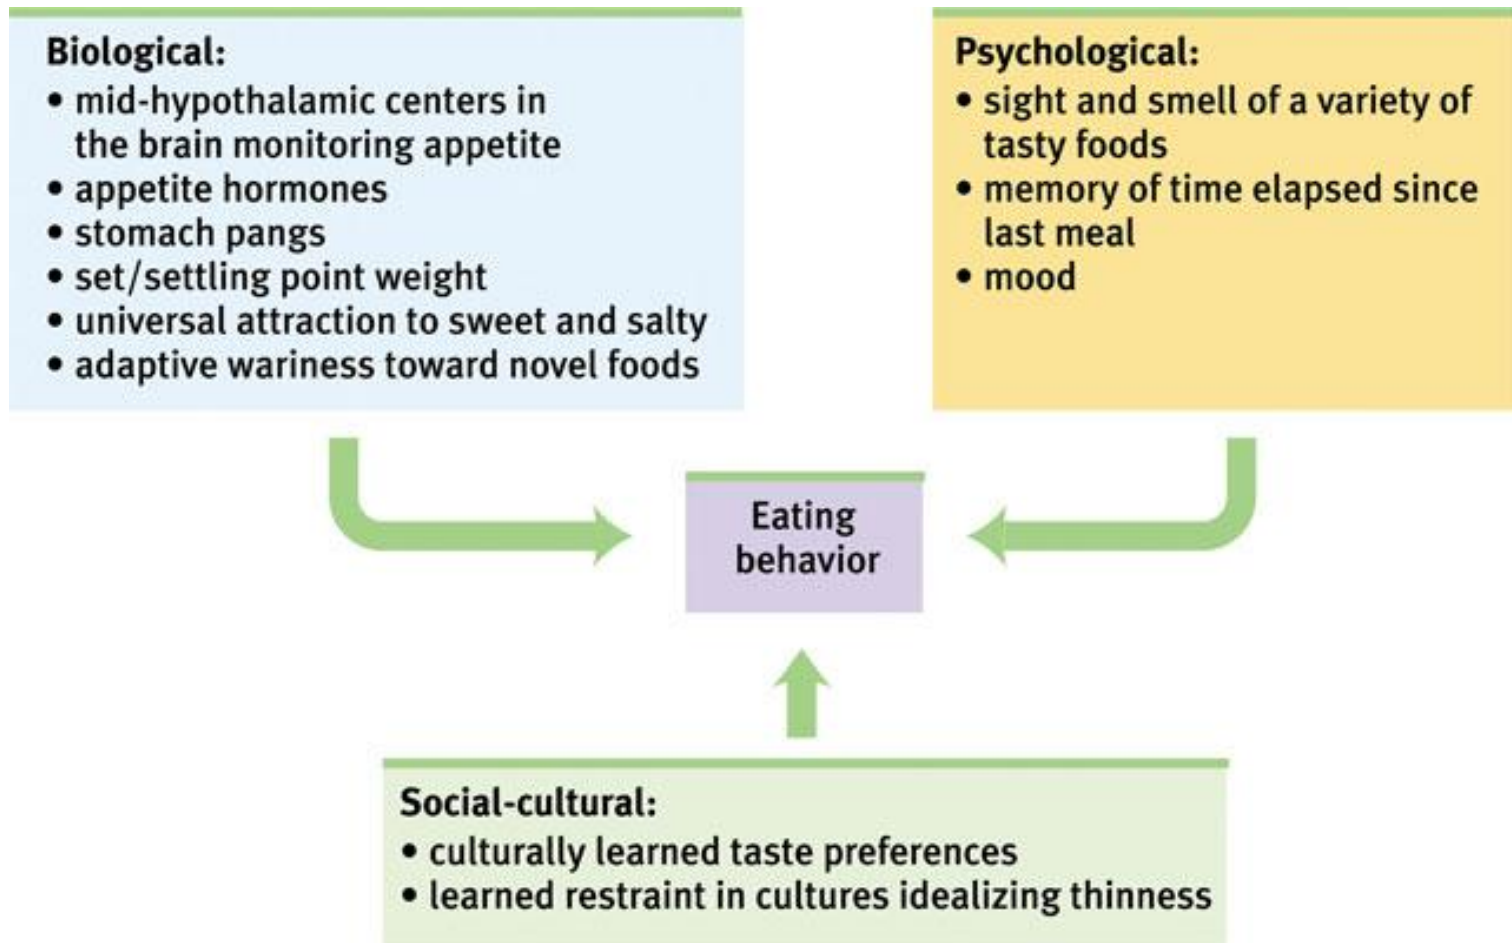 Biological:
• mid-hypothalamic centers in
the brain monitoring appetite
• appetite hormones
• stomach pangs
• set/settling point weight
• universal attraction to sweet and salty
• adaptive wariness toward novel foods
Psychological:
• sight and smell of a variety of
tasty foods
• memory of time elapsed since
last meal
• mood
Eating
behavior
Social-cultural:
• culturally learned taste preferences
• learned restraint in cultures idealizing thinness